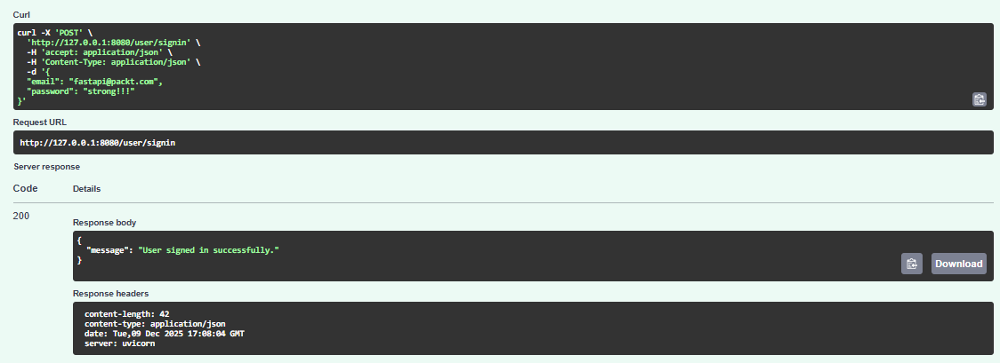 Curl
curl -X 'POST' \
  'http://127.0.0.1:8080/user/signin' \
  -H 'accept: application/json' \
  -H 'Content-Type: application/json' \
  -d '{
  "email": "fastapi@packt.com",
  "password": "strong!!!"
}'
Request URL
http://127.0.0.1:8080/user/signin
Server response
Code Details
200
Response body
{
  "message": "User signed in successfully."
}
Download
Response headers
content-length: 42
content-type: application/json
date: Tue,09 Dec 2025 17:08:04 GMT
server: uvicorn